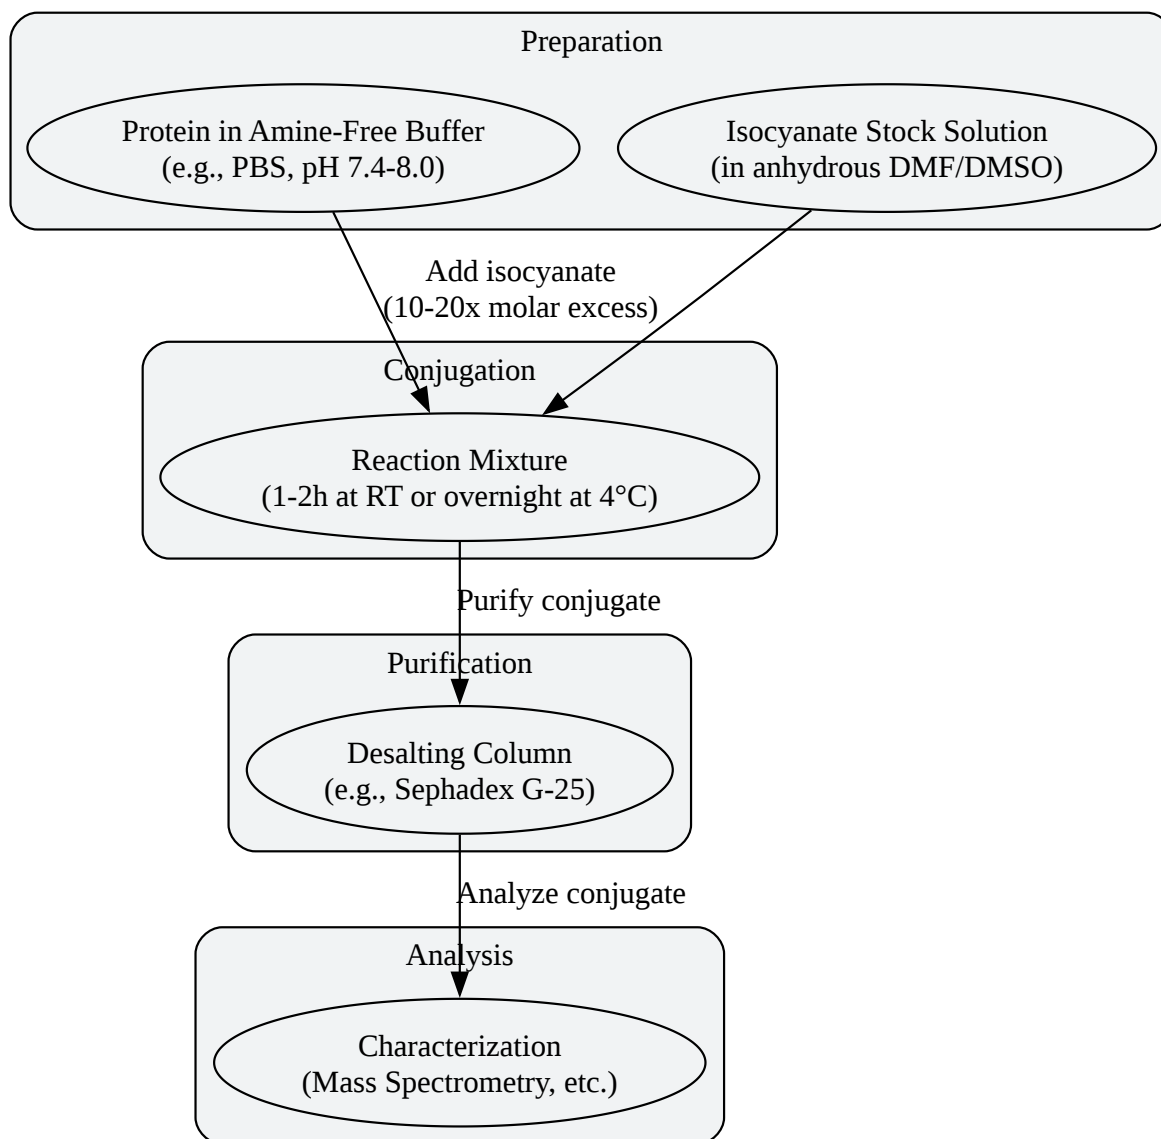 Preparation
Protein in Amine-Free Buffer
(e.g., PBS, pH 7.4-8.0)
Isocyanate Stock Solution
(in anhydrous DMF/DMSO)
Add isocyanate
(10-20x molar excess)
Conjugation
Reaction Mixture
(1-2h at RT or overnight at 4°C)
Purify conjugate
Purification
Desalting Column
(e.g., Sephadex G-25)
Analyze conjugate
Analysis
Characterization
(Mass Spectrometry, etc.)